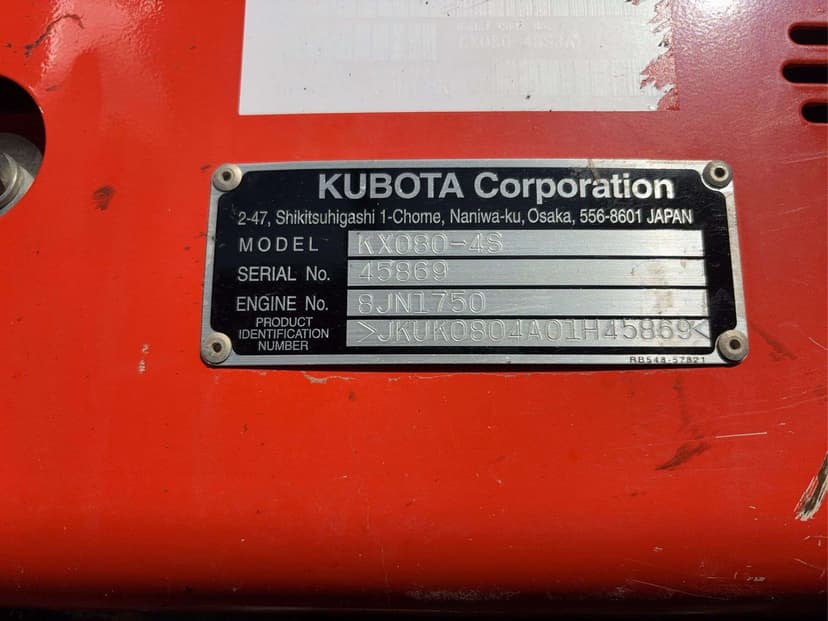 KUBOTA Corporation
2-47, Shikitsuhigashi 1-Chome, Naniwa-ku, Osaka, 556-8601 JAPAN
MODEL KX080-4S
SERIAL No. 45869
ENGINE No. 8JN1750
PRODUCT IDENTIFICATION NUMBER >JKUK0804A01H45869<
RB548-57821